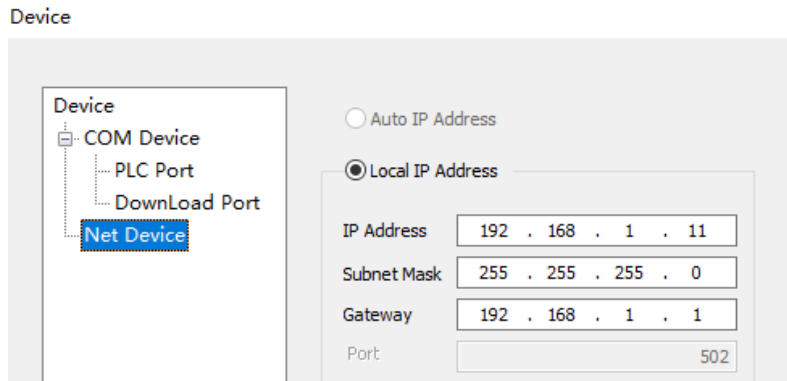 Device
Device
COM Device
PLC Port
DownLoad Port
Net Device
Auto IP Address
Local IP Address
IP Address 192 . 168 . 1 . 11
Subnet Mask 255 . 255 . 255 . 0
Gateway 192 . 168 . 1 . 1
Port 502